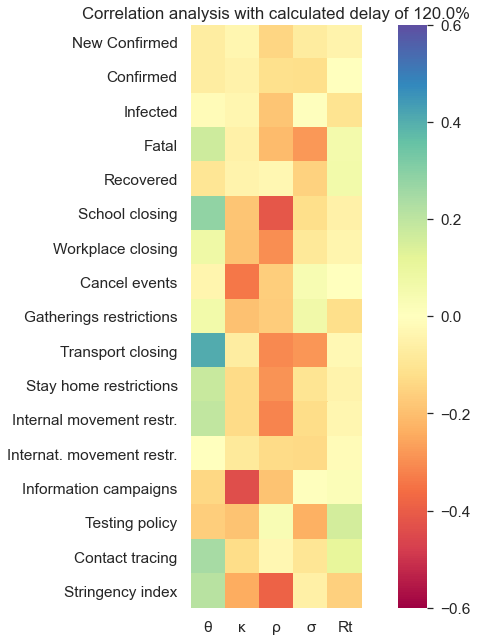 Correlation analysis with calculated delay of 120.0%
New Confirmed
Confirmed
Infected
Fatal
Recovered
School closing
Workplace closing
Cancel events
Gatherings restrictions
Transport closing
Stay home restrictions
Internal movement restr.
Internat. movement restr.
Information campaigns
Testing policy
Contact tracing
Stringency index
θ κ ρ σ Rt
0.6
0.4
0.2
0.0
−0.2
−0.4
−0.6